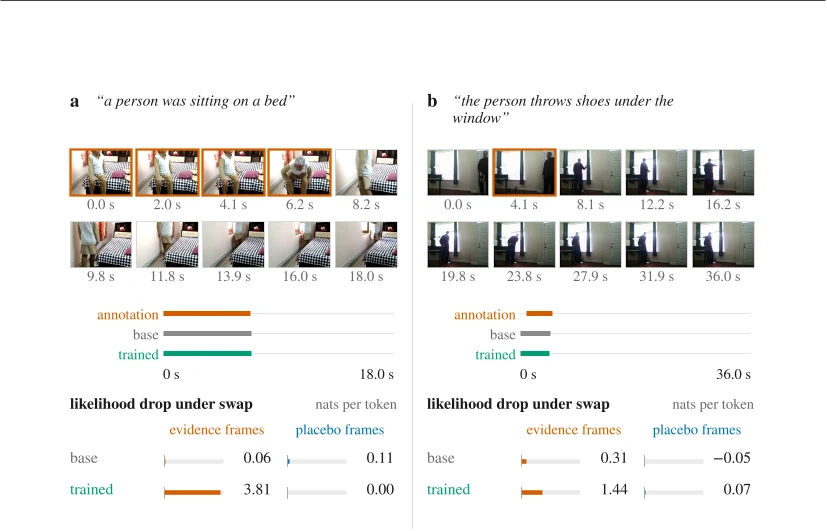 a "a person was sitting on a bed"
0.0 s 2.0 s 4.1 s 6.2 s 8.2 s
9.8 s 11.8 s 13.9 s 16.0 s 18.0 s
annotation
base
trained
0 s 18.0 s
likelihood drop under swap nats per token
evidence frames placebo frames
base 0.06 0.11
trained 3.81 0.00
b "the person throws shoes under the
window"
0.0 s 4.1 s 8.1 s 12.2 s 16.2 s
19.8 s 23.8 s 27.9 s 31.9 s 36.0 s
annotation
base
trained
0 s 36.0 s
likelihood drop under swap nats per token
evidence frames placebo frames
base 0.31 −0.05
trained 1.44 0.07